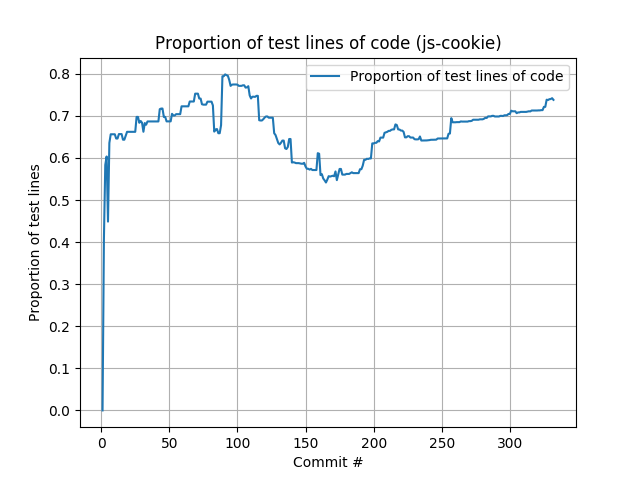 Proportion of test lines of code (js-cookie)
Proportion of test lines of code
Proportion of test lines
0.8
0.7
0.6
0.5
0.4
0.3
0.2
0.1
0.0
0 50 100 150 200 250 300
Commit #